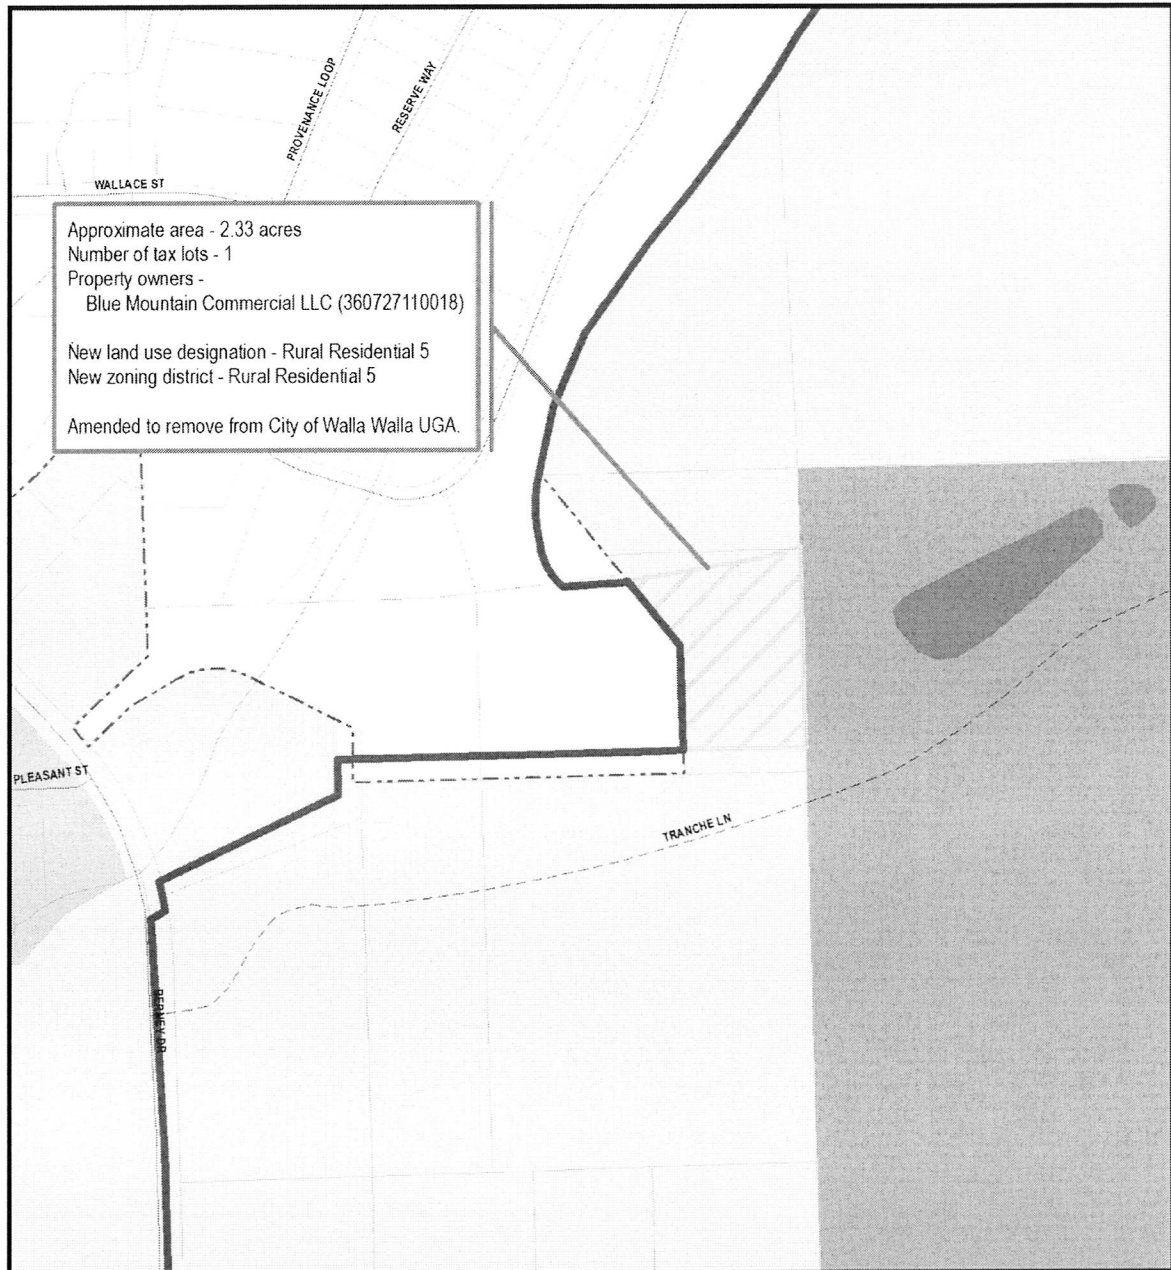 PROVENANCE LOOP
RESERVE WAY
WALLACE ST
Approximate area - 2.33 acres
Number of tax lots - 1
Property owners -
Blue Mountain Commercial LLC (360727110018)
New land use designation - Rural Residential 5
New zoning district - Rural Residential 5
Amended to remove from City of Walla Walla UGA.
PLEASANT ST
TRANCHE LN
BERNEY DR